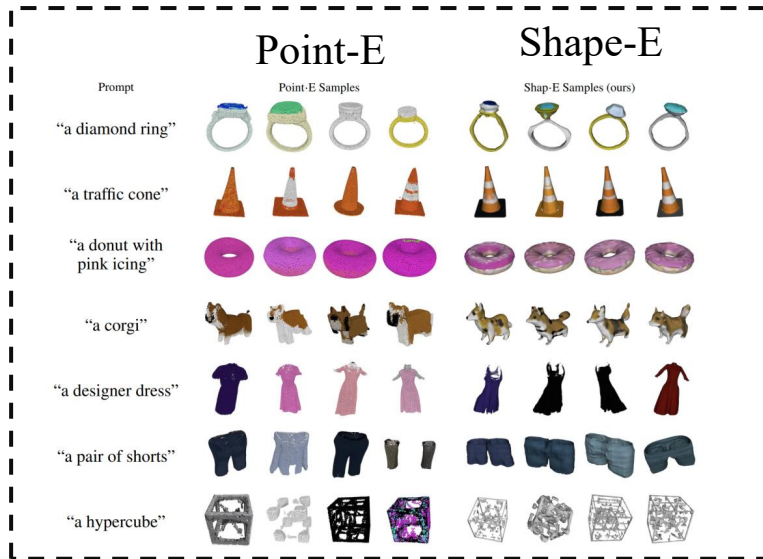 Point-E
Shape-E
Prompt
Point·E Samples
Shap·E Samples (ours)
“a diamond ring”
“a traffic cone”
“a donut with
pink icing”
“a corgi”
“a designer dress”
“a pair of shorts”
“a hypercube”